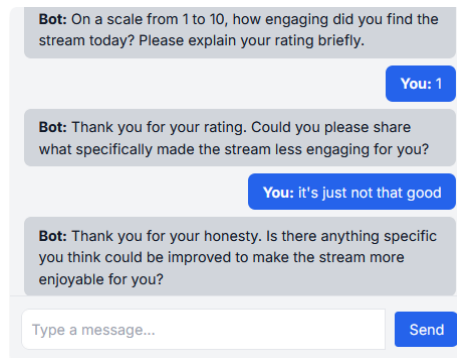 Bot: On a scale from 1 to 10, how engaging did you find the
stream today? Please explain your rating briefly.
You: 1
Bot: Thank you for your rating. Could you please share
what specifically made the stream less engaging for you?
You: it's just not that good
Bot: Thank you for your honesty. Is there anything specific
you think could be improved to make the stream more
enjoyable for you?
Type a message...
Send